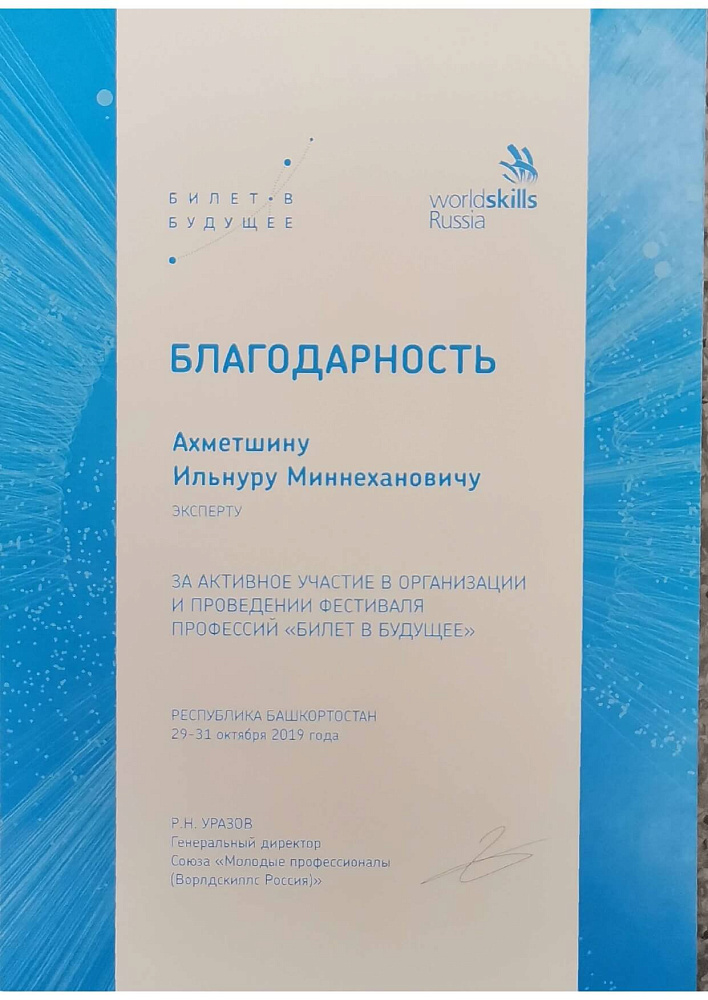 БИЛЕТ В
БУДУЩЕЕ
worldskills
Russia
БЛАГОДАРНОСТЬ
Ахметшину
Ильнуру Миннехановичу
ЭКСПЕРТУ
ЗА АКТИВНОЕ УЧАСТИЕ В ОРГАНИЗАЦИИ
И ПРОВЕДЕНИИ ФЕСТИВАЛЯ
ПРОФЕССИЙ «БИЛЕТ В БУДУЩЕЕ»
РЕСПУБЛИКА БАШКОРТОСТАН
29-31 октября 2019 года
Р.Н. УРАЗОВ
Генеральный директор
Союза «Молодые профессионалы
(Ворлдскиллс Россия)»